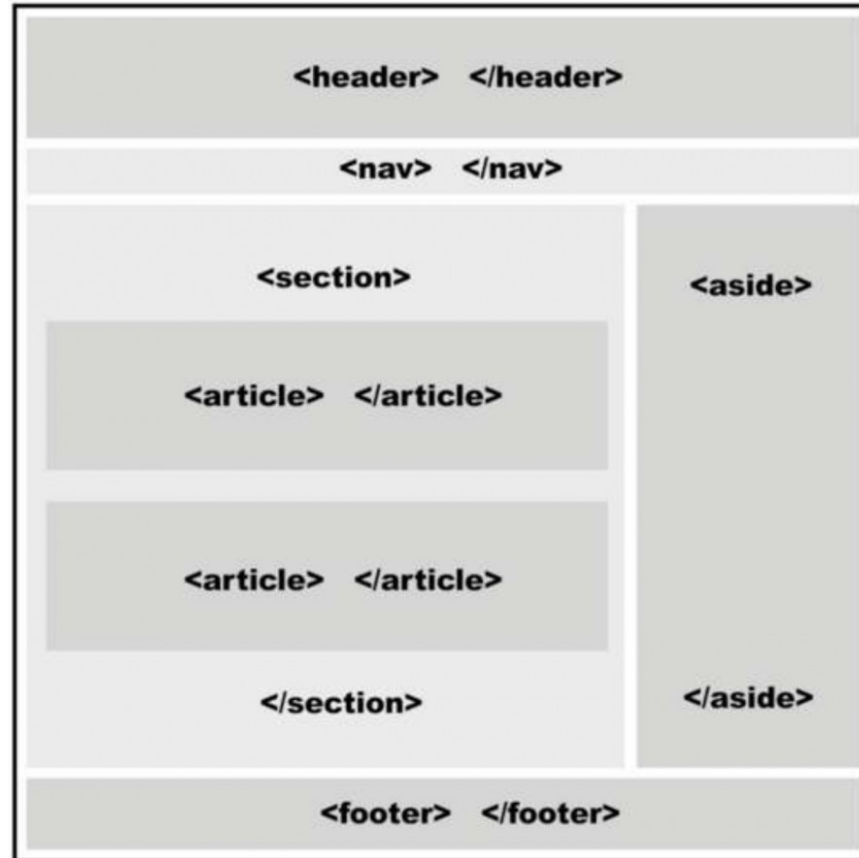 <header> </header>
<nav> </nav>
<section>
<article> </article>
<article> </article>
</section>
<aside>
</aside>
<footer> </footer>